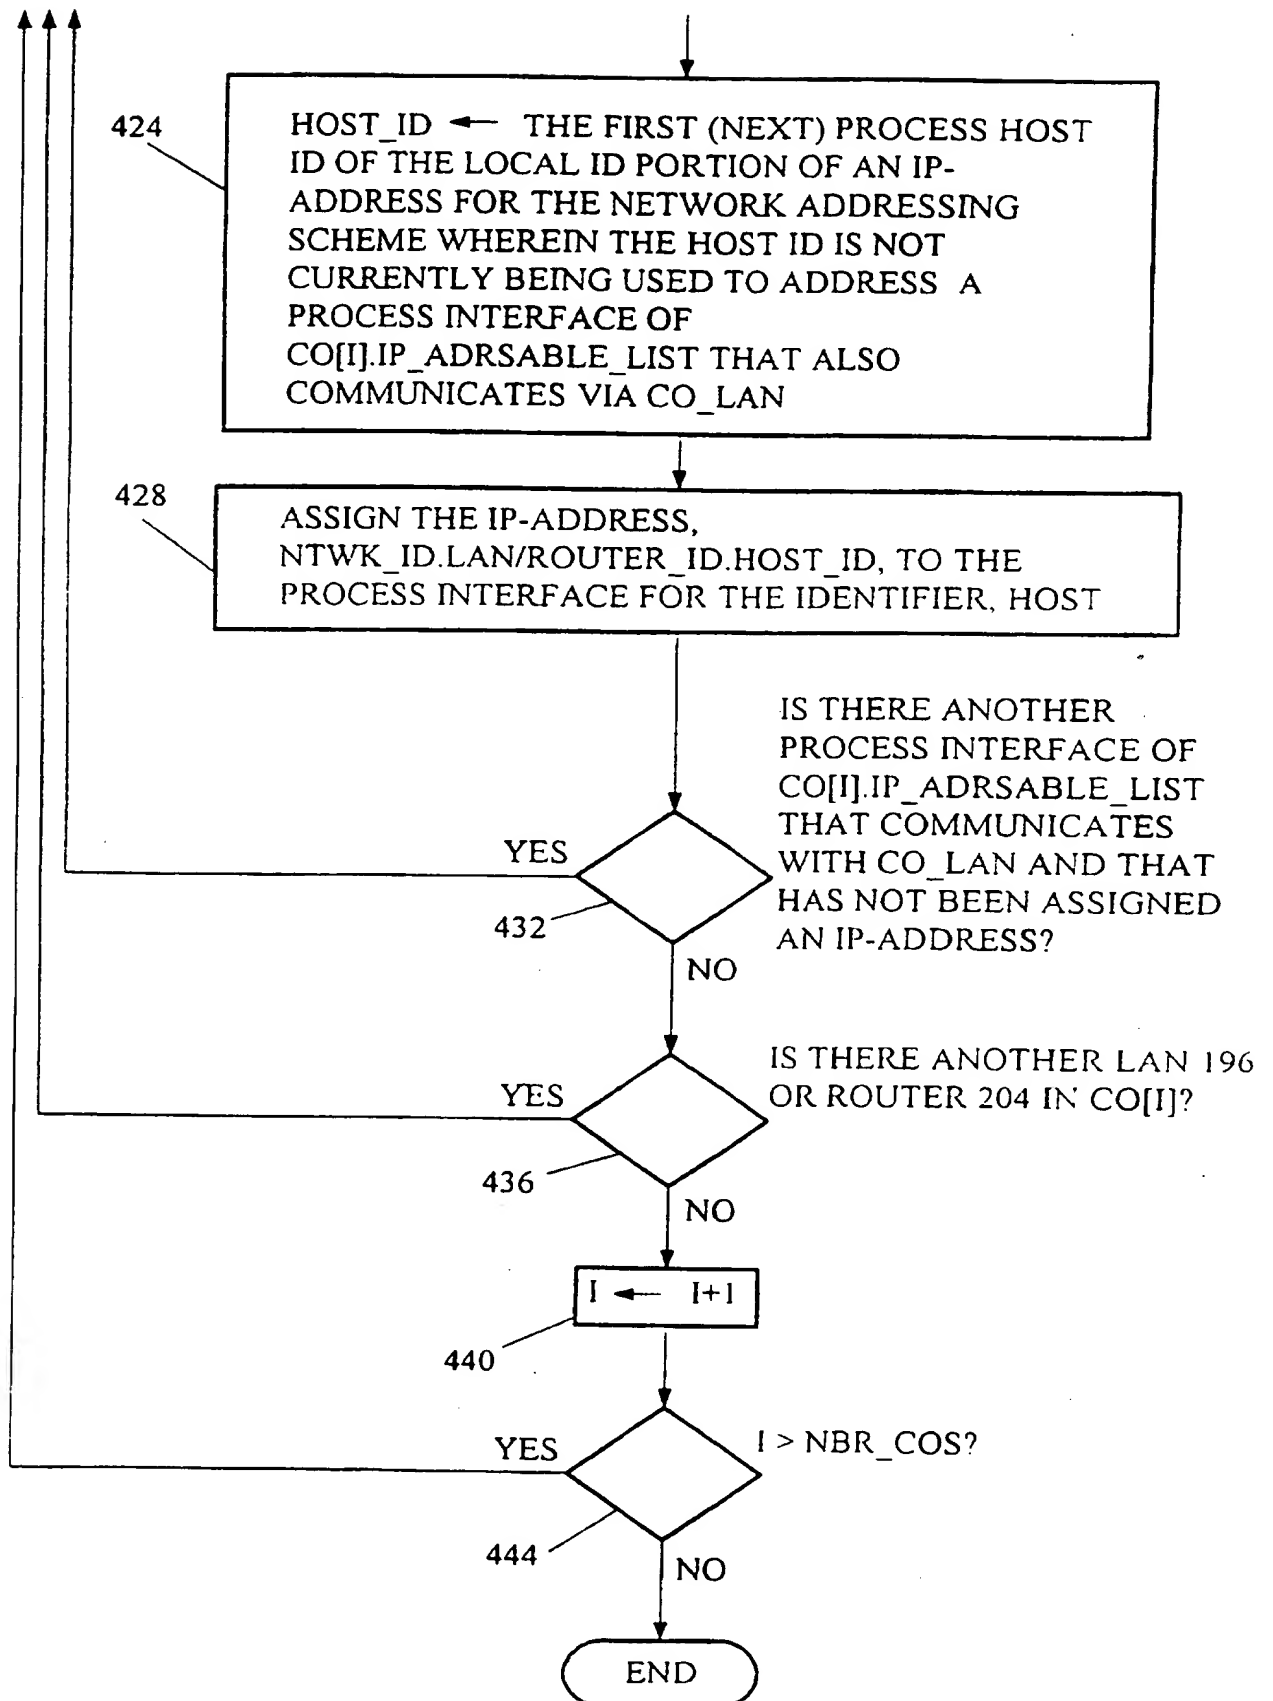 424
HOST_ID ← THE FIRST (NEXT) PROCESS HOST
ID OF THE LOCAL ID PORTION OF AN IP-
ADDRESS FOR THE NETWORK ADDRESSING
SCHEME WHEREIN THE HOST ID IS NOT
CURRENTLY BEING USED TO ADDRESS A
PROCESS INTERFACE OF
CO[I].IP_ADRSABLE_LIST THAT ALSO
COMMUNICATES VIA CO_LAN
428
ASSIGN THE IP-ADDRESS,
NTWK_ID.LAN/ROUTER_ID.HOST_ID, TO THE
PROCESS INTERFACE FOR THE IDENTIFIER, HOST
IS THERE ANOTHER
PROCESS INTERFACE OF
CO[I].IP_ADRSABLE_LIST
THAT COMMUNICATES
WITH CO_LAN AND THAT
HAS NOT BEEN ASSIGNED
AN IP-ADDRESS?
YES
432
NO
IS THERE ANOTHER LAN 196
OR ROUTER 204 IN CO[I]?
YES
436
NO
I ← I+1
440
I > NBR_COS?
YES
444
NO
END